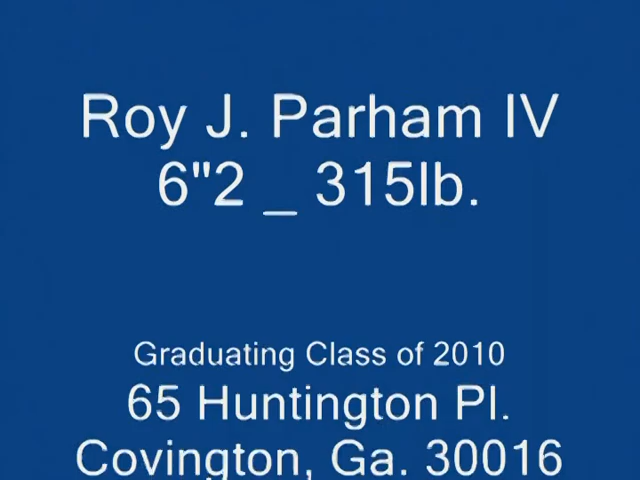 Roy J. Parham IV
6"2 _ 315lb.
Graduating Class of 2010
65 Huntington Pl.
Covington, Ga. 30016